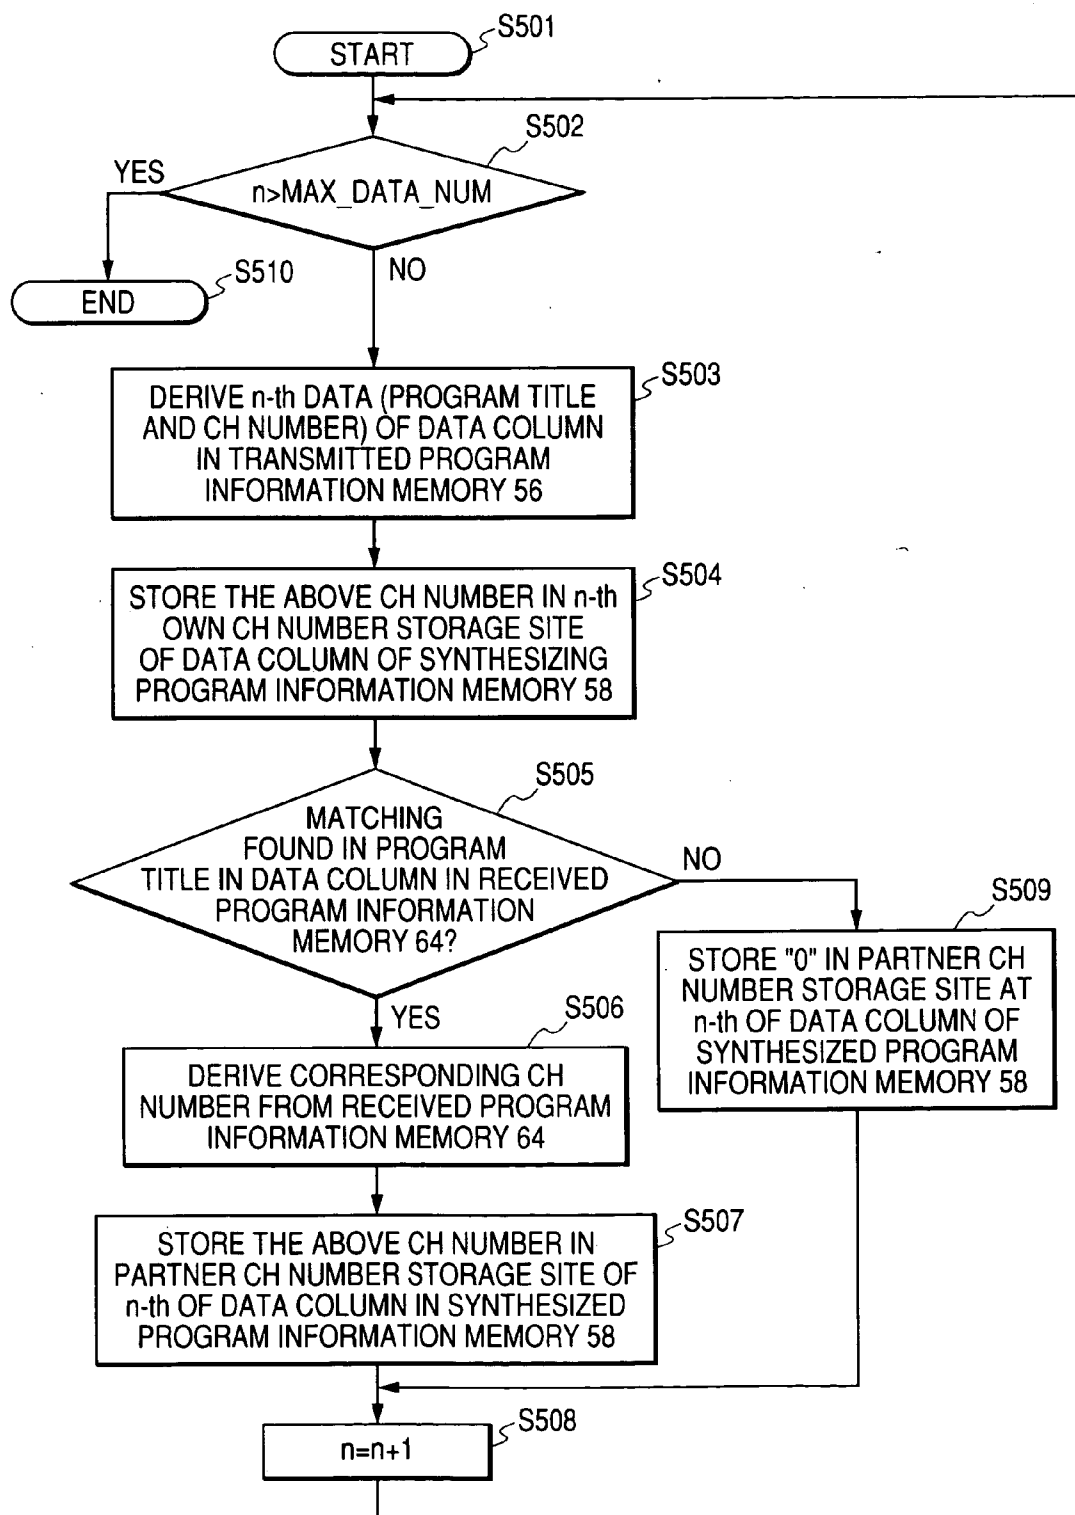 S501
START
S502
YES
n>MAX_DATA_NUM
S510
NO
END
S503
DERIVE n-th DATA (PROGRAM TITLE
AND CH NUMBER) OF DATA COLUMN
IN TRANSMITTED PROGRAM
INFORMATION MEMORY 56
S504
STORE THE ABOVE CH NUMBER IN n-th
OWN CH NUMBER STORAGE SITE
OF DATA COLUMN OF SYNTHESIZING
PROGRAM INFORMATION MEMORY 58
S505
MATCHING
FOUND IN PROGRAM
TITLE IN DATA COLUMN IN RECEIVED
PROGRAM INFORMATION
MEMORY 64?
NO
S509
STORE "0" IN PARTNER CH
NUMBER STORAGE SITE AT
n-th OF DATA COLUMN OF
SYNTHESIZED PROGRAM
INFORMATION MEMORY 58
YES
S506
DERIVE CORRESPONDING CH
NUMBER FROM RECEIVED PROGRAM
INFORMATION MEMORY 64
S507
STORE THE ABOVE CH NUMBER IN
PARTNER CH NUMBER STORAGE SITE OF
n-th OF DATA COLUMN IN SYNTHESIZED
PROGRAM INFORMATION MEMORY 58
S508
n=n+1